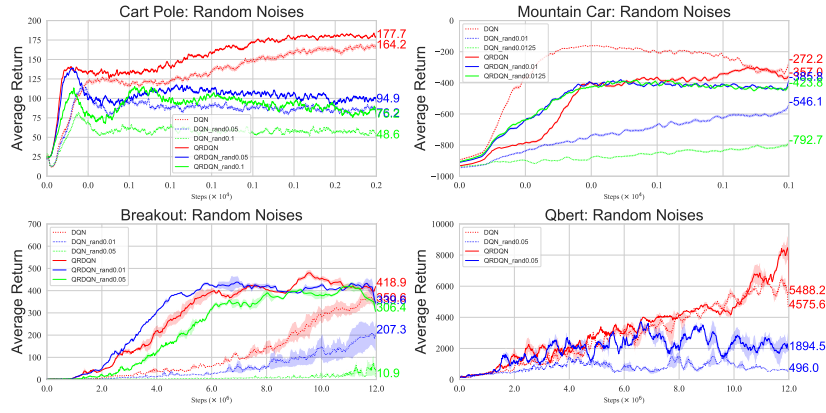 Cart Pole: Random Noises
Average Return
200
175
150
125
100
75
50
25
0
DQN
DQN_rand0.05
DQN_rand0.1
QRDQN
QRDQN_rand0.05
QRDQN_rand0.1
177.7
164.2
94.9
76.2
48.6
0.0 0.0 0.0 0.1 0.1 0.1 0.1 0.2 0.2
Steps (× 10⁴)
Mountain Car: Random Noises
Average Return
0
−200
−400
−600
−800
−1000
DQN
DQN_rand0.01
DQN_rand0.0125
QRDQN
QRDQN_rand0.01
QRDQN_rand0.0125
-272.2
-546.1
-792.7
0.0 0.0 0.0 0.1 0.1 0.1
Steps (× 10⁴)
Breakout: Random Noises
Average Return
700
600
500
400
300
200
100
0
DQN
DQN_rand0.01
DQN_rand0.05
QRDQN
QRDQN_rand0.01
QRDQN_rand0.05
418.9
306.4
207.3
10.9
0.0 2.0 4.0 6.0 8.0 10.0 12.0
Steps (× 10⁶)
Qbert: Random Noises
Average Return
10000
8000
6000
4000
2000
0
DQN
DQN_rand0.05
QRDQN
QRDQN_rand0.05
5488.2
4575.6
1894.5
496.0
0.0 2.0 4.0 6.0 8.0 10.0 12.0
Steps (× 10⁶)